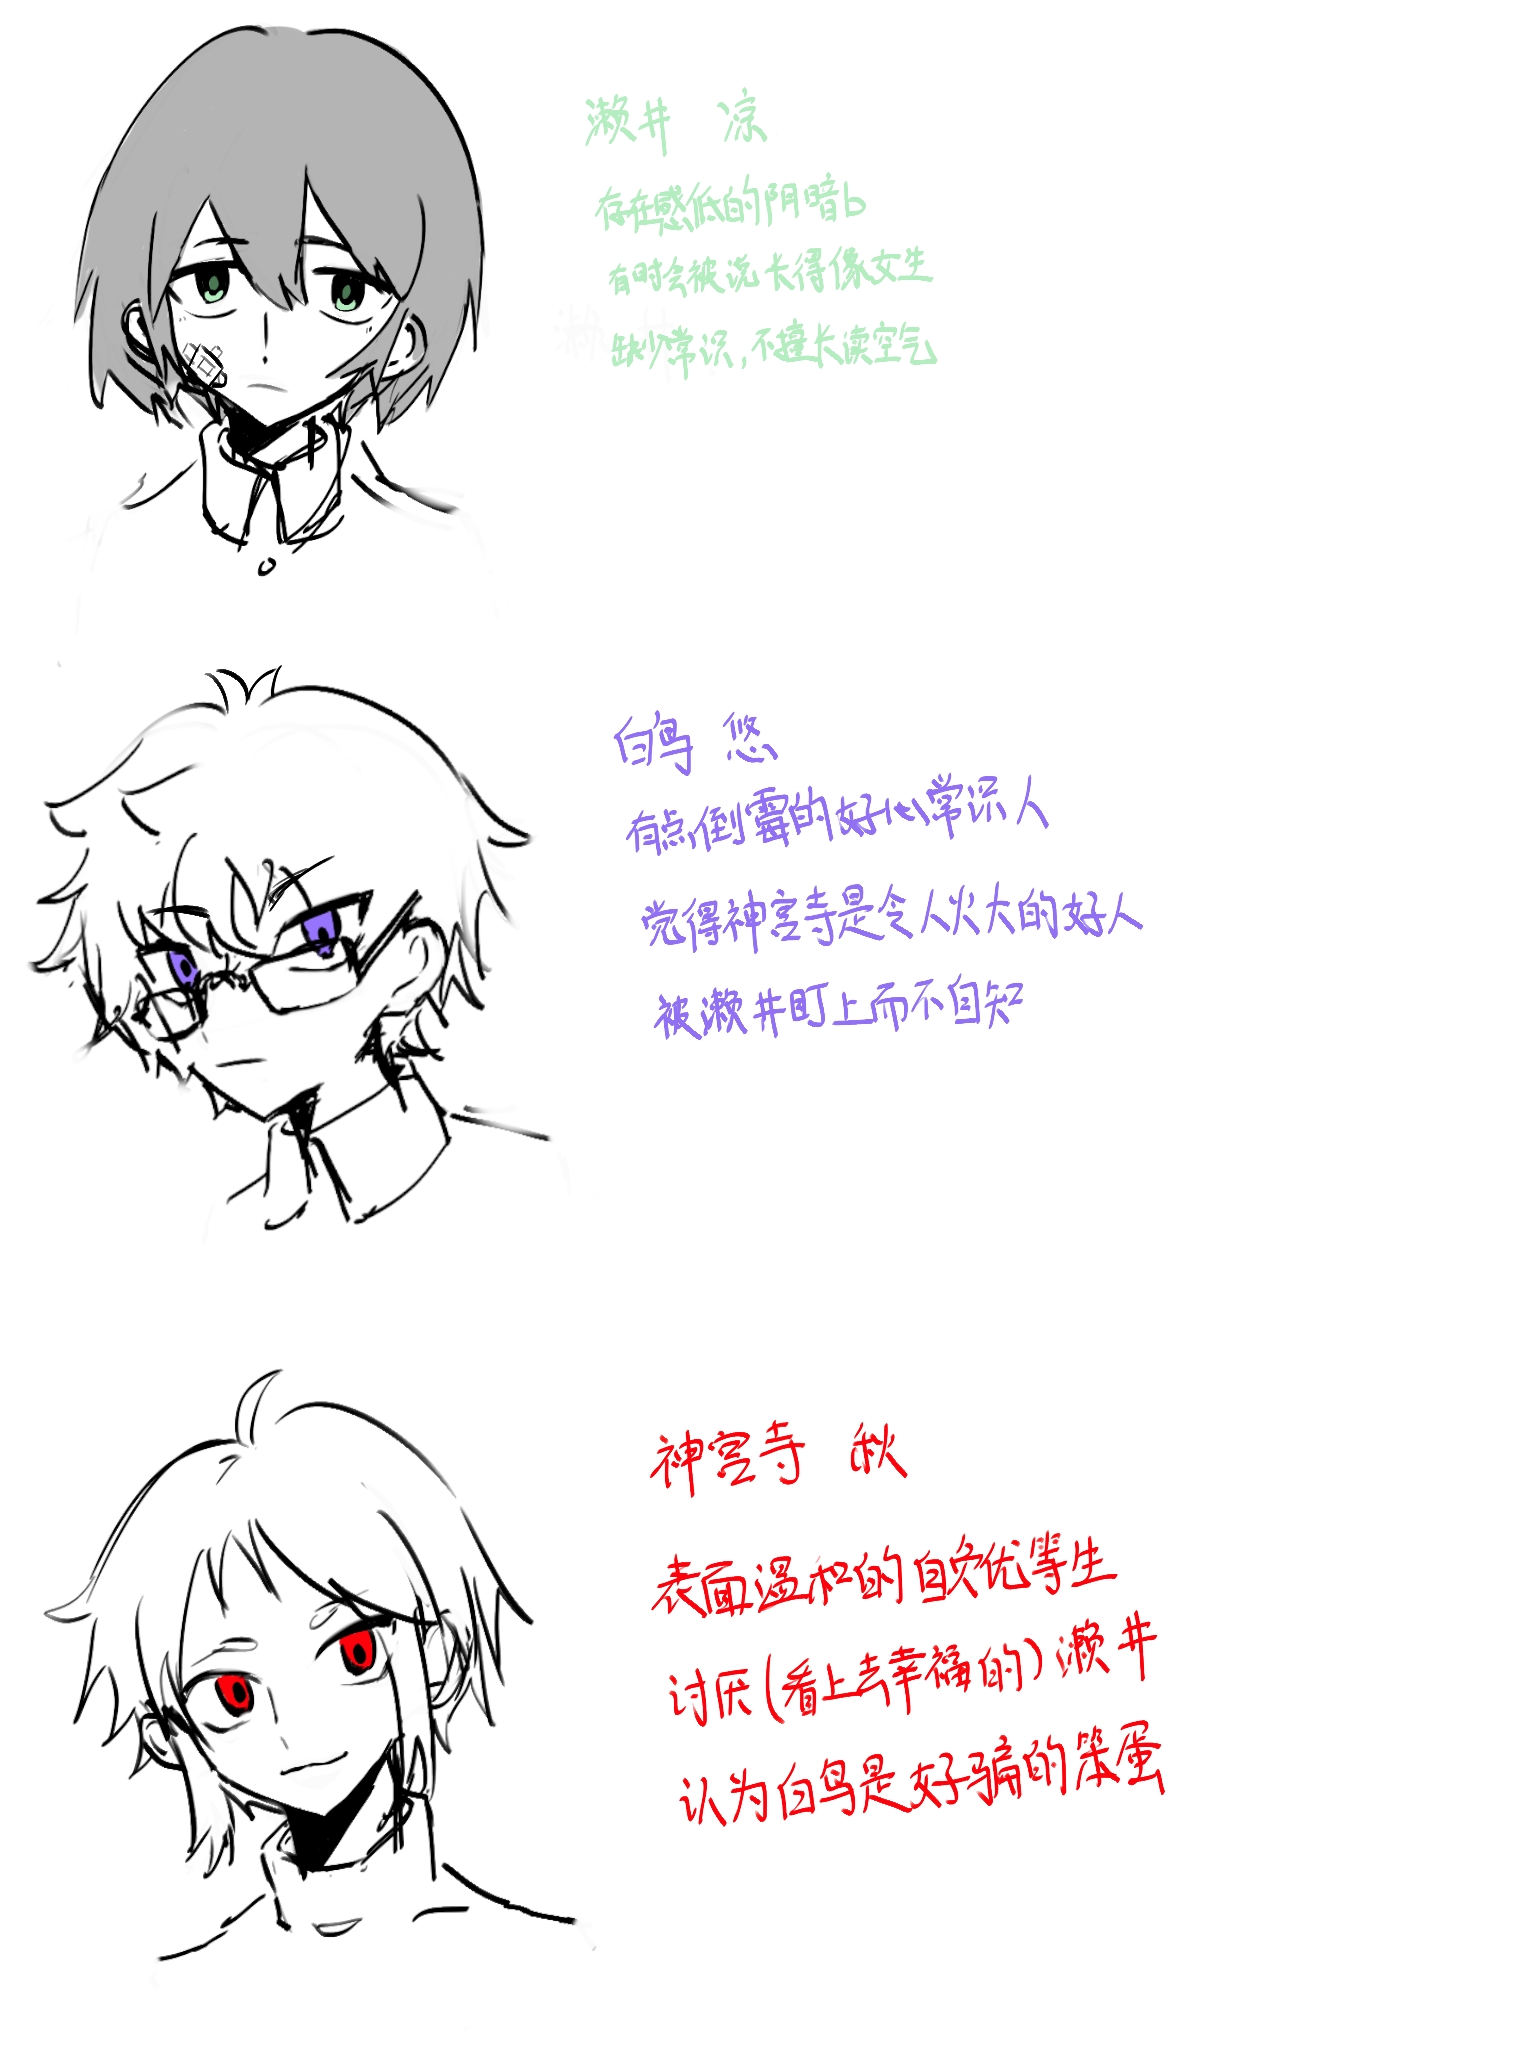 濑井 凉
存在感低的阴暗b
有时会被说长得像女生
缺少常识,不擅长读空气
白鸟 悠
有点倒霉的好心常识人
觉得神宫寺是令人火大的好人
被濑井盯上而不自知
神宫寺 秋
表面温和的自负优等生
讨厌(看上去幸福的)濑井
认为白鸟是好骗的笨蛋